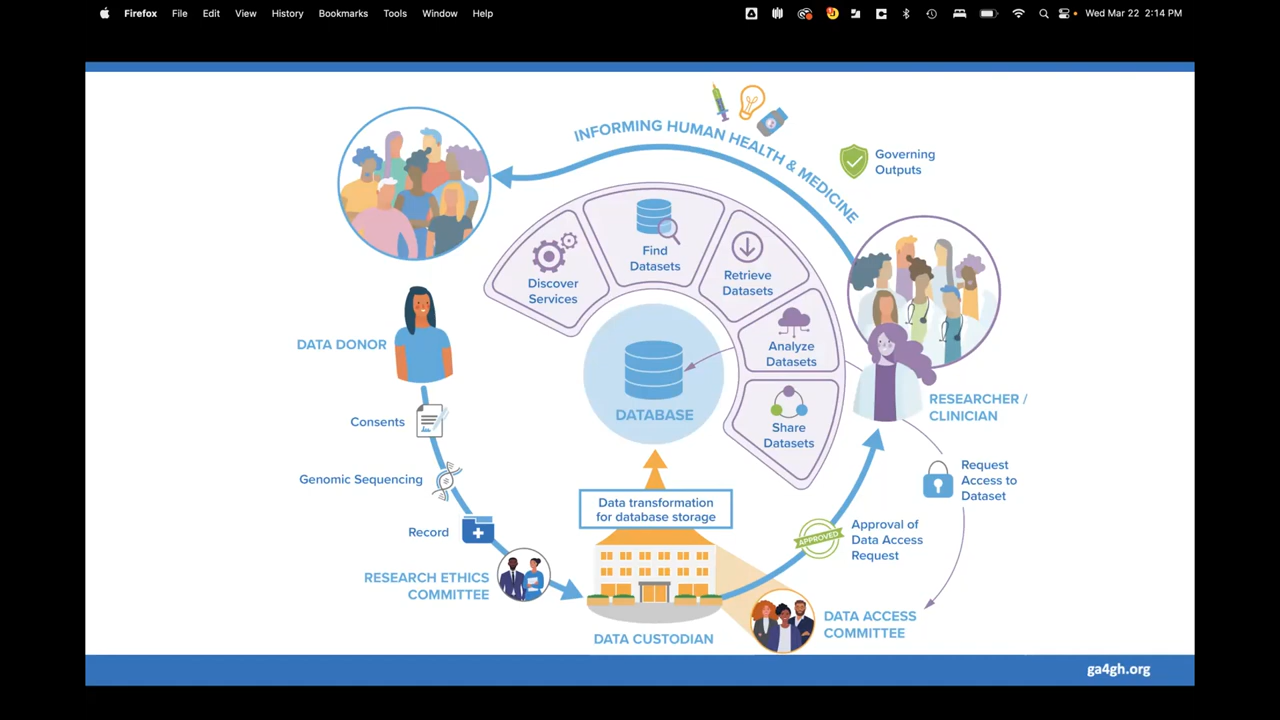 Firefox File Edit View History Bookmarks Tools Window Help
Wed Mar 22 2:14 PM
INFORMING HUMAN HEALTH & MEDICINE
Governing
Outputs
Discover
Services
Find
Datasets
Retrieve
Datasets
Analyze
Datasets
Share
Datasets
DATABASE
DATA DONOR
Consents
Genomic Sequencing
Record
RESEARCH ETHICS
COMMITTEE
Data transformation
for database storage
DATA CUSTODIAN
RESEARCHER /
CLINICIAN
Request
Access to
Dataset
APPROVED
Approval of
Data Access
Request
DATA ACCESS
COMMITTEE
ga4gh.org